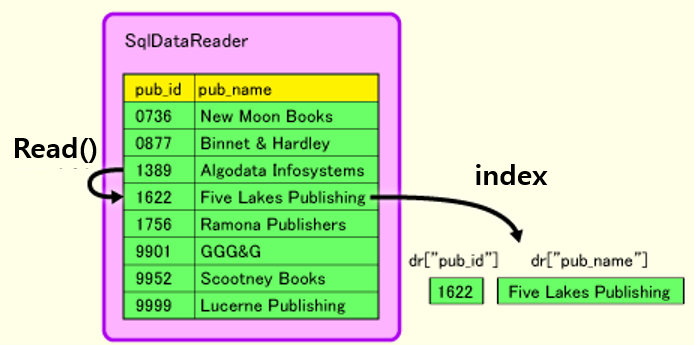 SqlDataReader
pub_id pub_name
0736 New Moon Books
0877 Binnet & Hardley
Read()
1389 Algodata Infosystems
1622 Five Lakes Publishing
index
1756 Ramona Publishers
9901 GGG&G
9952 Scootney Books
9999 Lucerne Publishing
dr["pub_id"] dr["pub_name"]
1622 Five Lakes Publishing